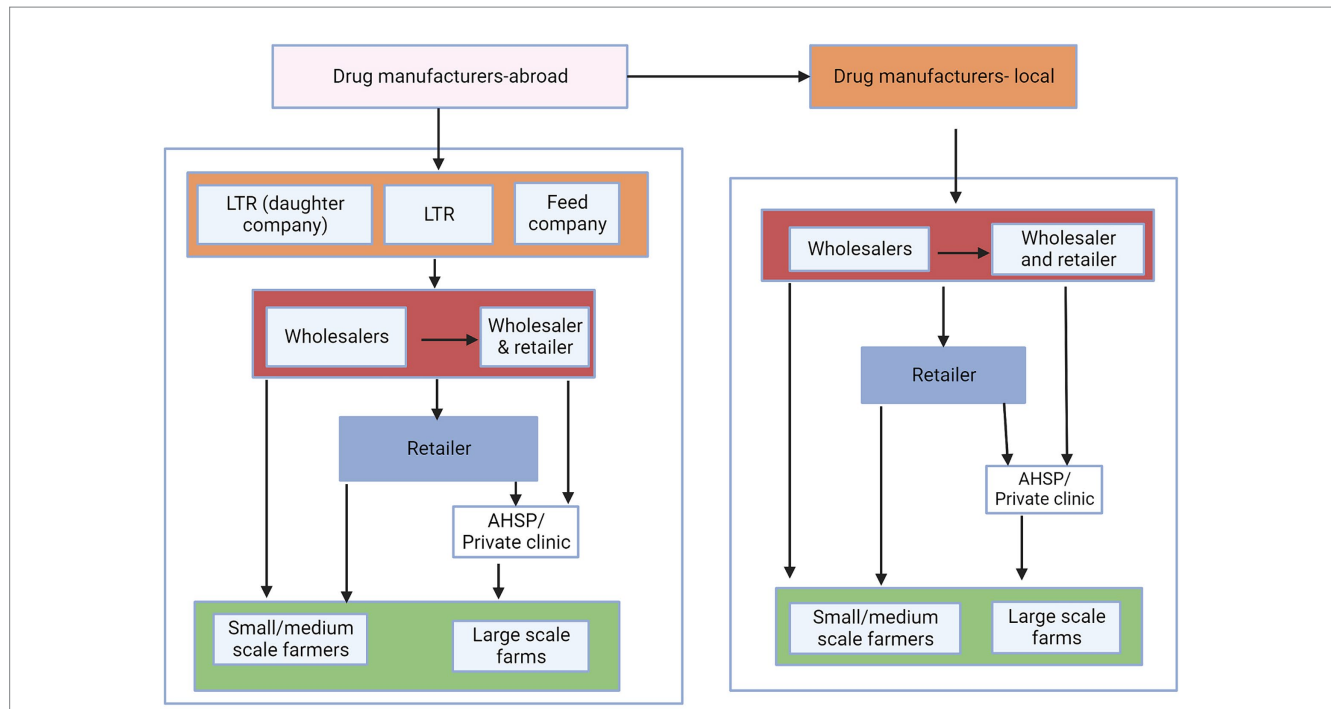 Drug manufacturers-abroad
Drug manufacturers- local
LTR (daughter
company)
LTR
Feed
company
Wholesalers
Wholesaler
& retailer
Retailer
AHSP/
Private clinic
Small/medium
scale farmers
Large scale
farms
Wholesalers
Wholesaler
and retailer
Retailer
AHSP/
Private clinic
Small/medium
scale farmers
Large scale
farms